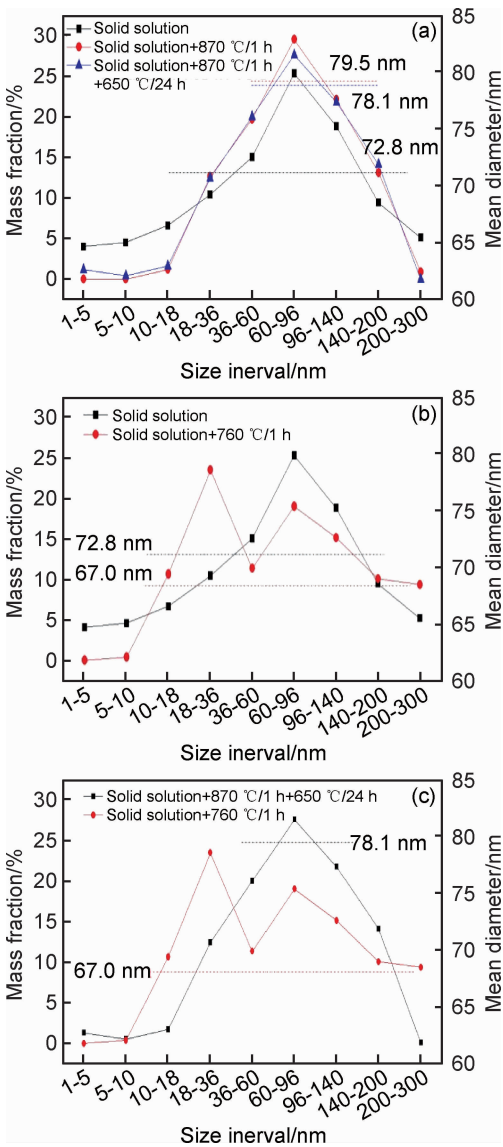 (a)
Solid solution
Solid solution+870 ℃/1 h
Solid solution+870 ℃/1 h
+650 ℃/24 h
79.5 nm
78.1 nm
72.8 nm
Mass fraction/%
30
25
20
15
10
5
0
Mean diameter/nm
85
80
75
70
65
60
1-5
5-10
10-18
18-36
36-60
60-96
96-140
140-200
200-300
Size inerval/nm
(b)
Solid solution
Solid solution+760 ℃/1 h
72.8 nm
67.0 nm
Mass fraction/%
30
25
20
15
10
5
0
Mean diameter/nm
85
80
75
70
65
60
1-5
5-10
10-18
18-36
36-60
60-96
96-140
140-200
200-300
Size inerval/nm
(c)
Solid solution+870 ℃/1 h+650 ℃/24 h
Solid solution+760 ℃/1 h
78.1 nm
67.0 nm
Mass fraction/%
30
25
20
15
10
5
0
Mean diameter/nm
85
80
75
70
65
60
1-5
5-10
10-18
18-36
36-60
60-96
96-140
140-200
200-300
Size inerval/nm